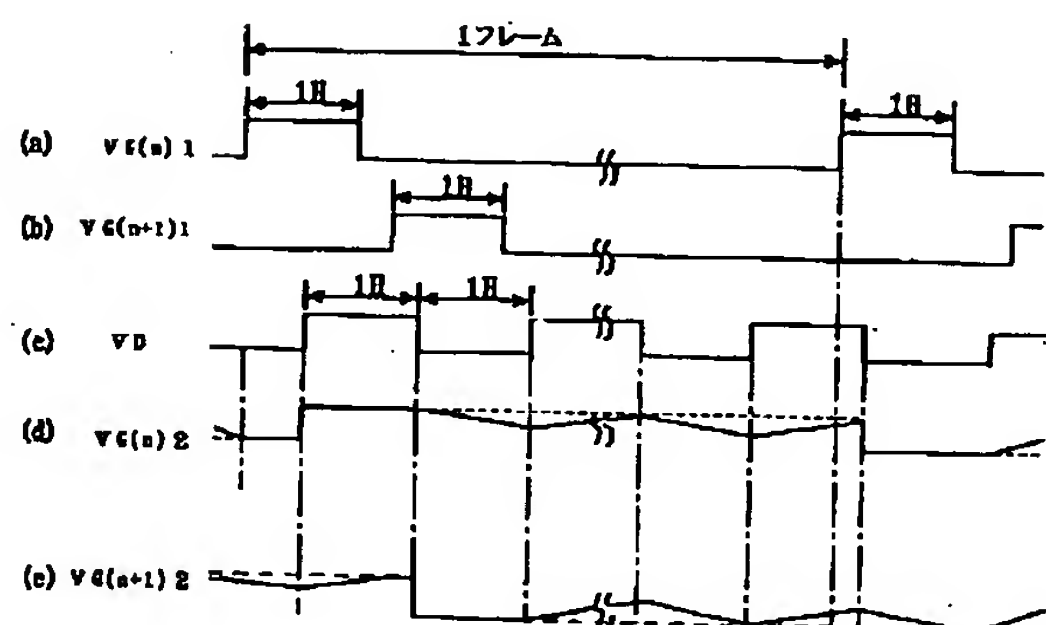 1フレーム
1H 1H
(a) VG(n)1
1H
(b) VG(n+1)1
1H 1H
(c) VD
(d) VG(n)2
(e) VG(n+1)2